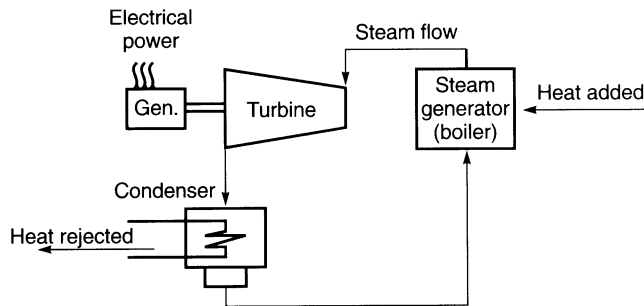 Electrical
power
Steam flow
Gen.
Turbine
Steam
generator
(boiler)
Heat added
Condenser
Heat rejected